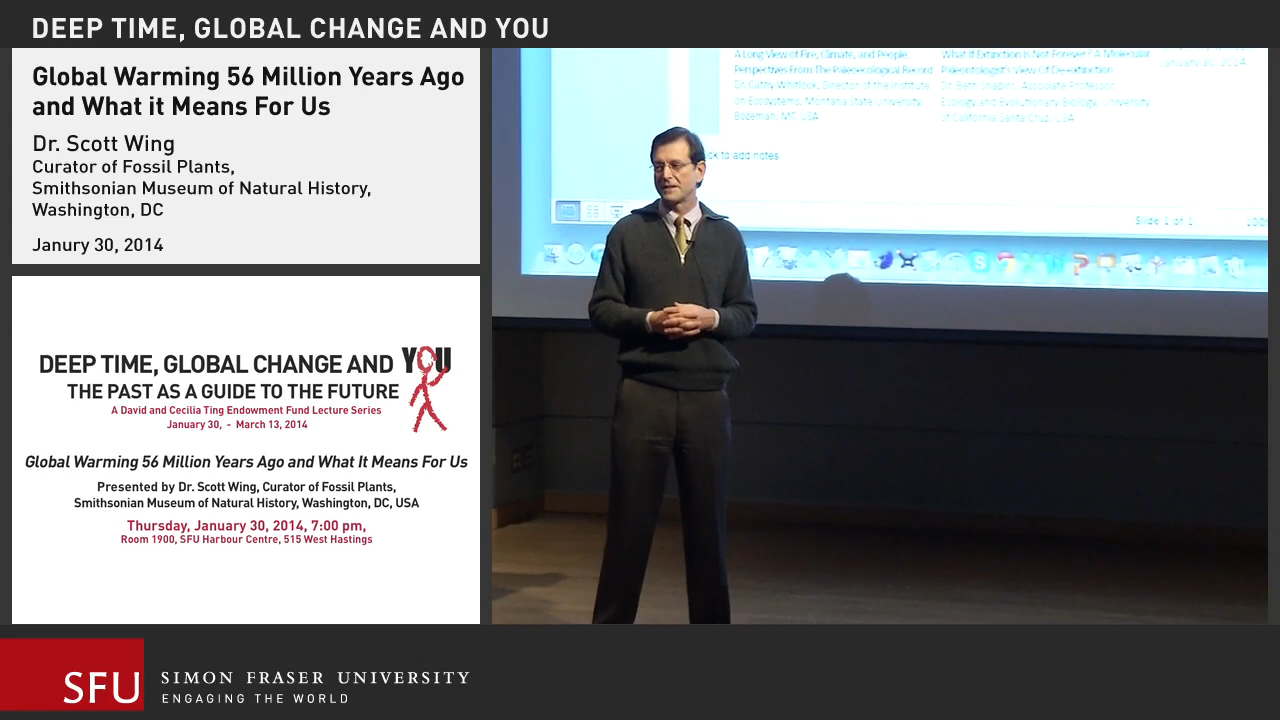 DEEP TIME, GLOBAL CHANGE AND YOU
Global Warming 56 Million Years Ago
and What it Means For Us
Dr. Scott Wing
Curator of Fossil Plants,
Smithsonian Museum of Natural History,
Washington, DC
Janury 30, 2014
DEEP TIME, GLOBAL CHANGE AND YOU
THE PAST AS A GUIDE TO THE FUTURE
A David and Cecilia Ting Endowment Fund Lecture Series
January 30, - March 13, 2014
Global Warming 56 Million Years Ago and What It Means For Us
Presented by Dr. Scott Wing, Curator of Fossil Plants,
Smithsonian Museum of Natural History, Washington, DC, USA
Thursday, January 30, 2014, 7:00 pm,
Room 1900, SFU Harbour Centre, 515 West Hastings
A Long View of Fire, Climate, and People
Perspectives From The Paleoecological Record
Dr. Cathy Whitlock, Director of the Institute
on Ecosystems, Montana State University,
Bozeman, MT, USA
What If Extinction Is Not Forever? A Molecular
Paleontologist's View Of De-extinction
Dr. Beth Shapiro, Associate Professor,
Ecology and Evolutionary Biology, University
of California Santa Cruz, USA
January 30, 2014
to add notes
Slide 1 of 1
SFU
SIMON FRASER UNIVERSITY
ENGAGING THE WORLD